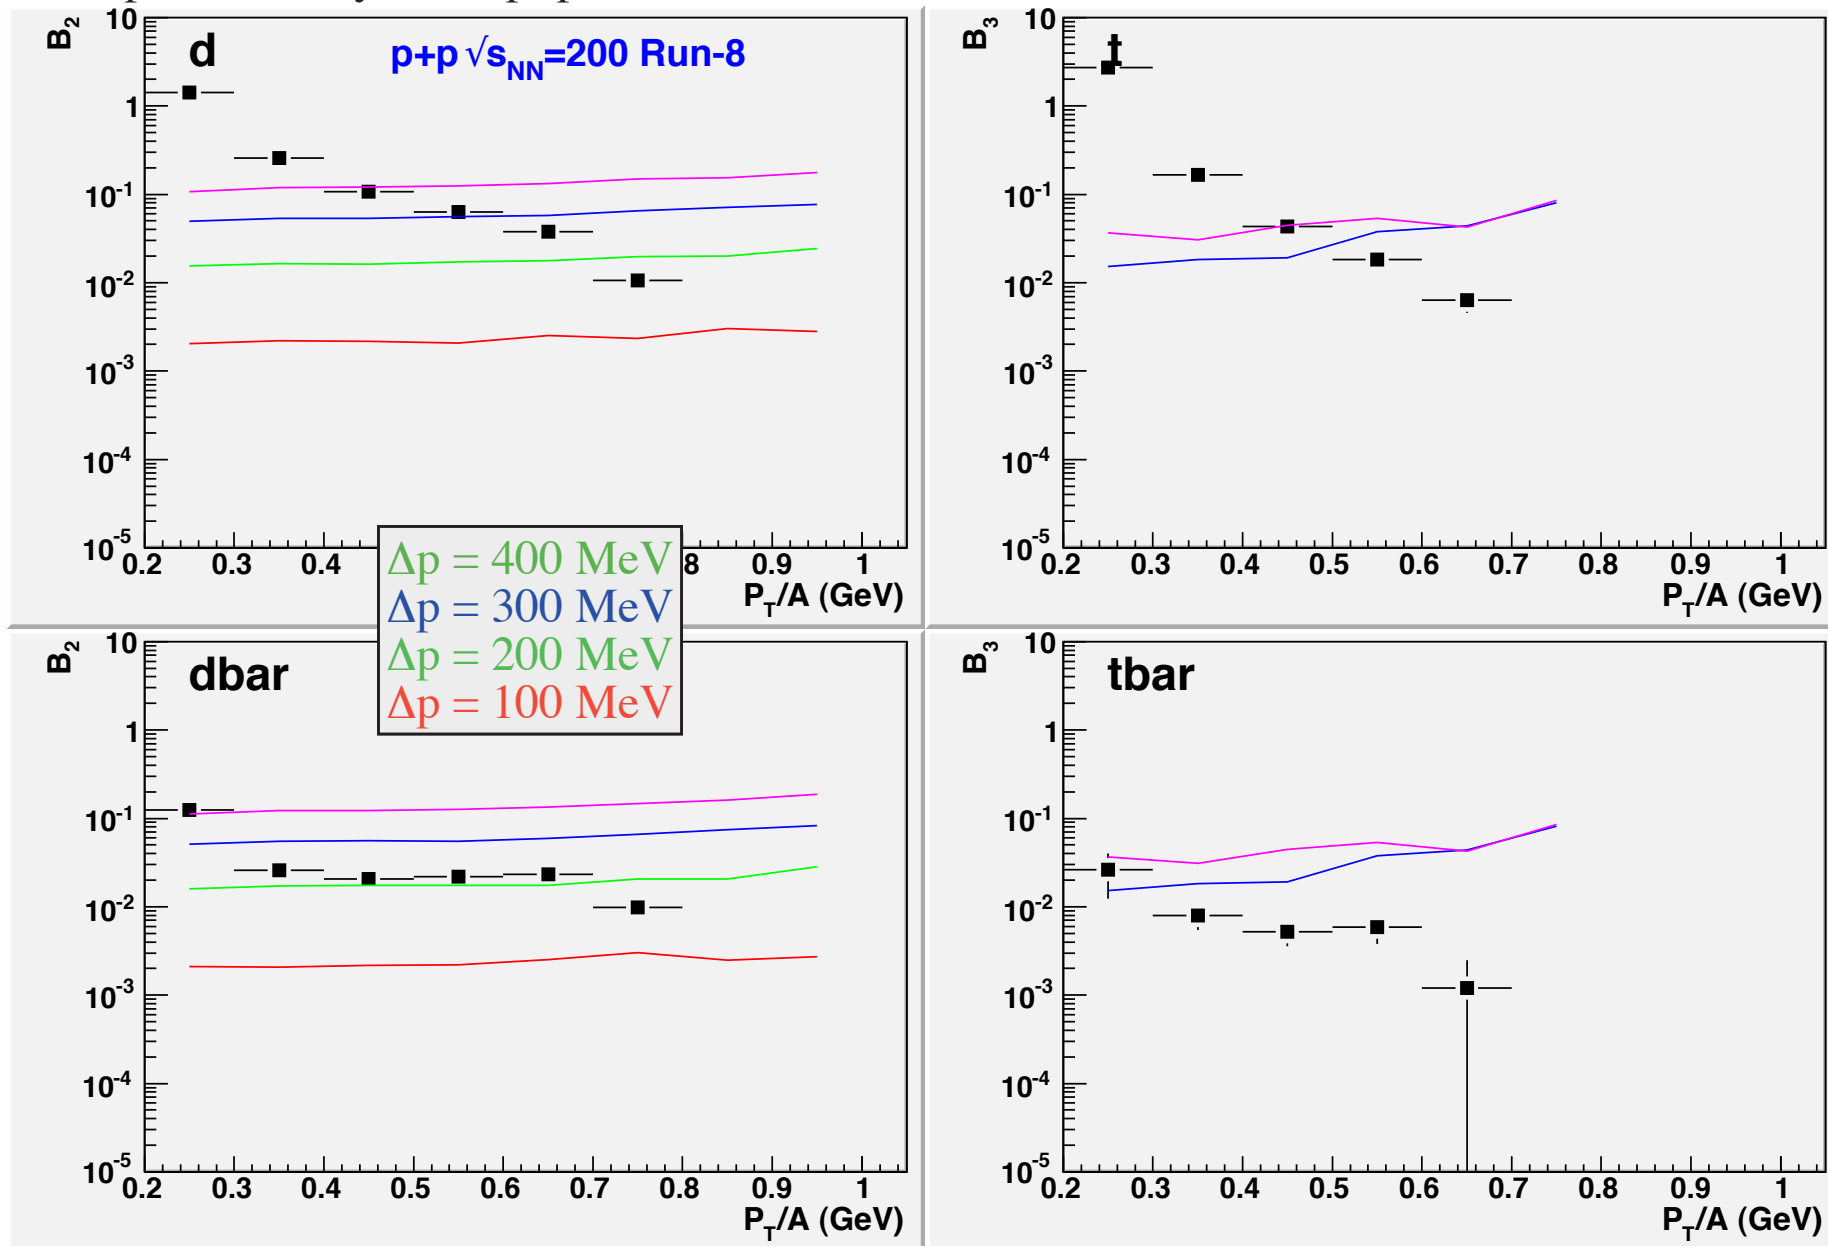 B2
10
1
10-1
10-2
10-3
10-4
10-5
d
p+p √sNN=200 Run-8
0.2 0.3 0.4 8 0.9 1
PT/A (GeV)
B3
10
1
10-1
10-2
10-3
10-4
10-5
t
0.2 0.3 0.4 0.5 0.6 0.7 0.8 0.9 1
PT/A (GeV)
Δp = 400 MeV
Δp = 300 MeV
Δp = 200 MeV
Δp = 100 MeV
B2
10
1
10-1
10-2
10-3
10-4
10-5
dbar
0.2 0.3 0.4 0.5 0.6 0.7 0.8 0.9 1
PT/A (GeV)
B3
10
1
10-1
10-2
10-3
10-4
10-5
tbar
0.2 0.3 0.4 0.5 0.6 0.7 0.8 0.9 1
PT/A (GeV)